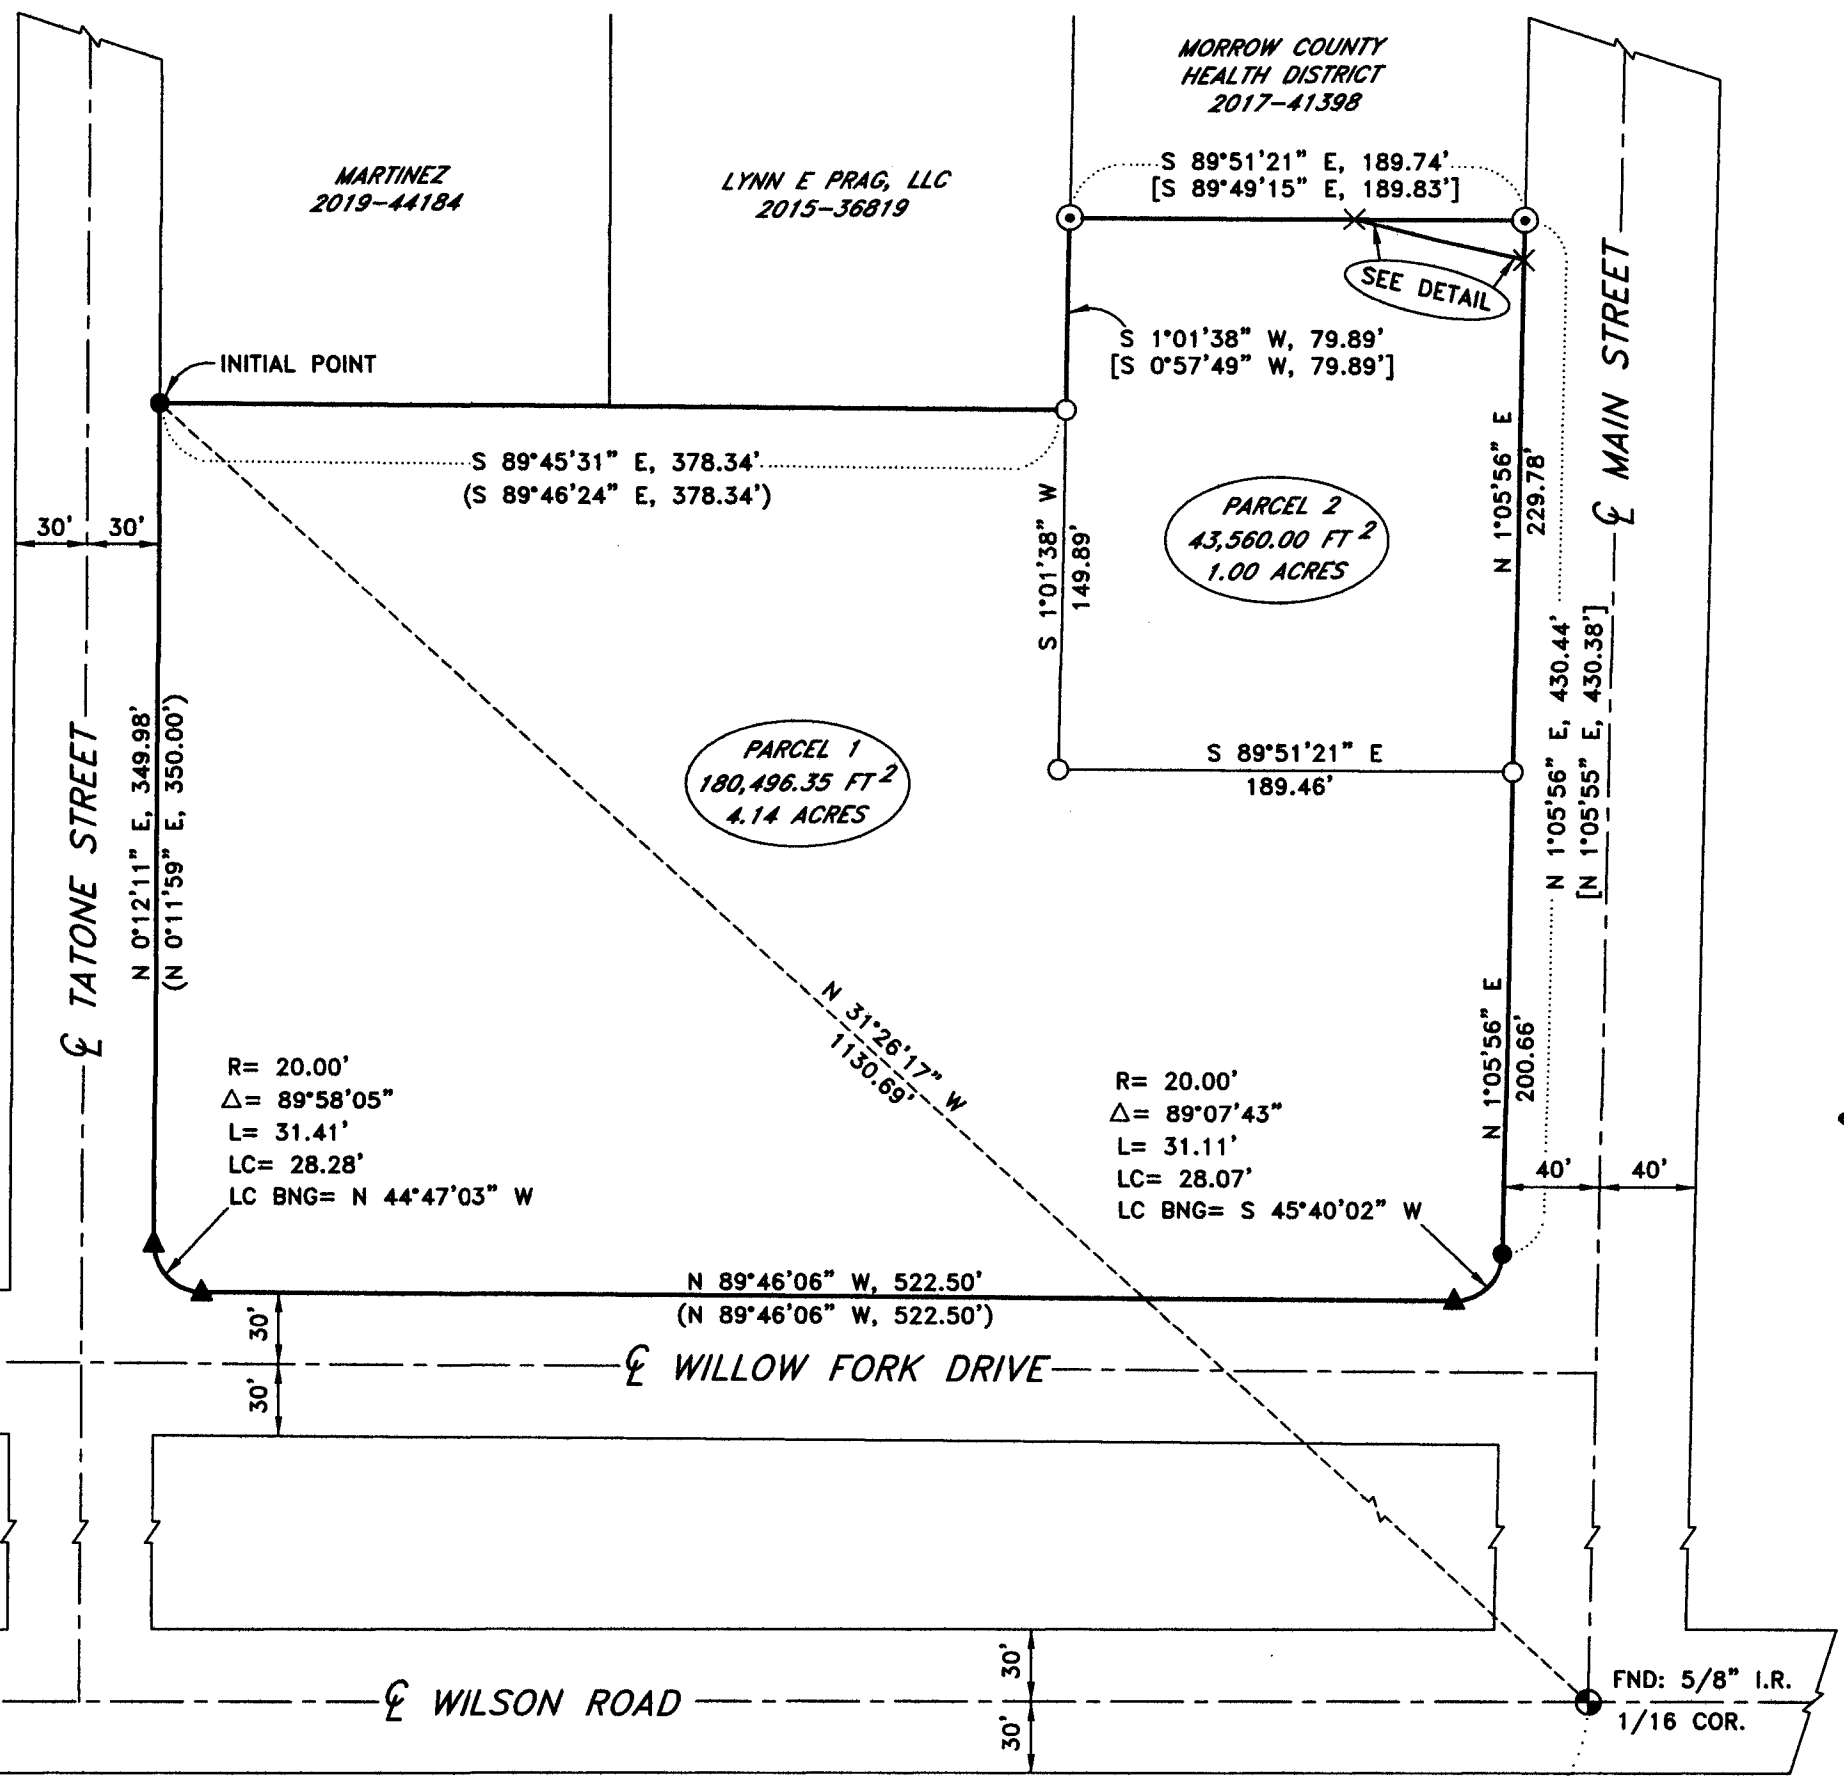 MORROW COUNTY
HEALTH DISTRICT
2017-41398
MARTINEZ
2019-44184
LYNN E PRAG, LLC
2015-36819
S 89°51'21" E, 189.74'
[S 89°49'15" E, 189.83']
SEE DETAIL
S 1°01'38" W, 79.89'
[S 0°57'49" W, 79.89']
INITIAL POINT
S 89°45'31" E, 378.34'
(S 89°46'24" E, 378.34')
30'
30'
S 1°01'38" W
149.89'
PARCEL 2
43,560.00 FT²
1.00 ACRES
N 1°05'56" E
229.78'
℄ MAIN STREET
N 1°05'56" E, 430.44'
[N 1°05'55" E, 430.38']
PARCEL 1
180,496.35 FT²
4.14 ACRES
S 89°51'21" E
189.46'
N 0°12'11" E, 349.98'
(N 0°11'59" E, 350.00')
℄ TATONE STREET
N 31°26'17" W
1130.69'
N 1°05'56" E
200.66'
R= 20.00'
Δ= 89°58'05"
L= 31.41'
LC= 28.28'
LC BNG= N 44°47'03" W
R= 20.00'
Δ= 89°07'43"
L= 31.11'
LC= 28.07'
LC BNG= S 45°40'02" W
40'
40'
N 89°46'06" W, 522.50'
(N 89°46'06" W, 522.50')
30'
℄ WILLOW FORK DRIVE
30'
30'
℄ WILSON ROAD
30'
FND: 5/8" I.R.
1/16 COR.